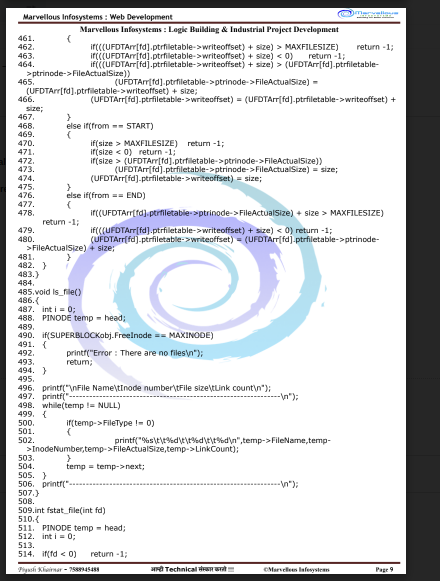 Marvellous Infosystems : Web Development
Marvellous Infosystems : Logic Building & Industrial Project Development
461. {
462. if(((UFDTArr[fd].ptrfiletable->writeoffset) + size) > MAXFILESIZE) return -1;
463. if(((UFDTArr[fd].ptrfiletable->writeoffset) + size) < 0) return -1;
464. if(((UFDTArr[fd].ptrfiletable->writeoffset) + size) > (UFDTArr[fd].ptrfiletable-
>ptrinode->FileActualSize))
465. (UFDTArr[fd].ptrfiletable->ptrinode->FileActualSize) =
(UFDTArr[fd].ptrfiletable->writeoffset) + size;
466. (UFDTArr[fd].ptrfiletable->writeoffset) = (UFDTArr[fd].ptrfiletable->writeoffset) +
size;
467. }
468. else if(from == START)
469. {
470. if(size > MAXFILESIZE) return -1;
471. if(size < 0) return -1;
472. if(size > (UFDTArr[fd].ptrfiletable->ptrinode->FileActualSize))
473. (UFDTArr[fd].ptrfiletable->ptrinode->FileActualSize) = size;
474. (UFDTArr[fd].ptrfiletable->writeoffset) = size;
475. }
476. else if(from == END)
477. {
478. if((UFDTArr[fd].ptrfiletable->ptrinode->FileActualSize) + size > MAXFILESIZE)
return -1;
479. if(((UFDTArr[fd].ptrfiletable->writeoffset) + size) < 0) return -1;
480. (UFDTArr[fd].ptrfiletable->writeoffset) = (UFDTArr[fd].ptrfiletable->ptrinode-
>FileActualSize) + size;
481. }
482. }
483.}
484.
485.void ls_file()
486.{
487. int i = 0;
488. PINODE temp = head;
489.
490. if(SUPERBLOCKobj.FreeInode == MAXINODE)
491. {
492. printf("Error : There are no files\n");
493. return;
494. }
495.
496. printf("\nFile Name\tInode number\tFile size\tLink count\n");
497. printf("---------------------------------------------------------------\n");
498. while(temp != NULL)
499. {
500. if(temp->FileType != 0)
501. {
502. printf("%s\t\t%d\t\t%d\t\t%d\n",temp->FileName,temp-
>InodeNumber,temp->FileActualSize,temp->LinkCount);
503. }
504. temp = temp->next;
505. }
506. printf("---------------------------------------------------------------\n");
507.}
508.
509.int fstat_file(int fd)
510.{
511. PINODE temp = head;
512. int i = 0;
513.
514. if(fd < 0) return -1;
Piyush Khairnar - 7588945488 आम्ही Technical संस्कार करतो !!! ©Marvellous Infosystems Page 9